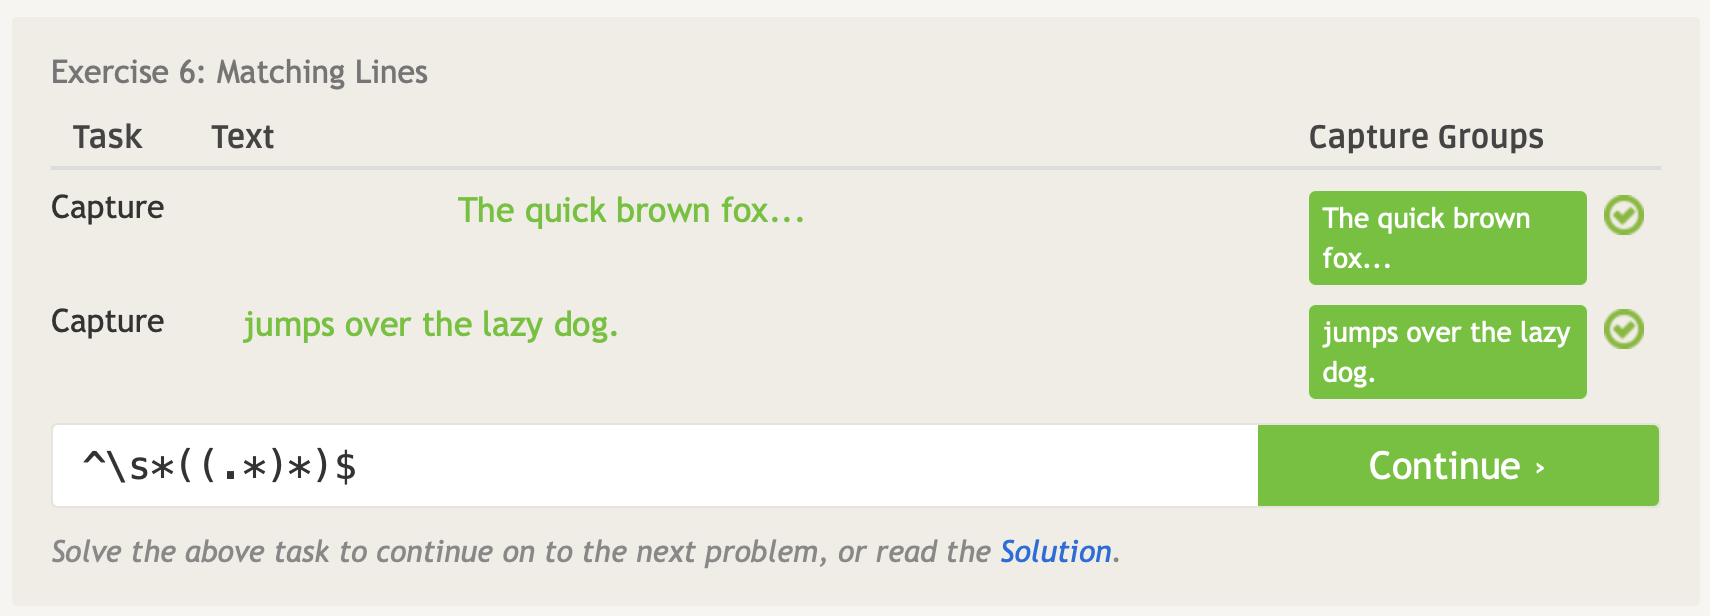 Exercise 6: Matching Lines
Task Text Capture Groups
Capture The quick brown fox... The quick brown
fox...
Capture jumps over the lazy dog. jumps over the lazy
dog.
^\s*((.*)*)$ Continue ›
Solve the above task to continue on to the next problem, or read the Solution.